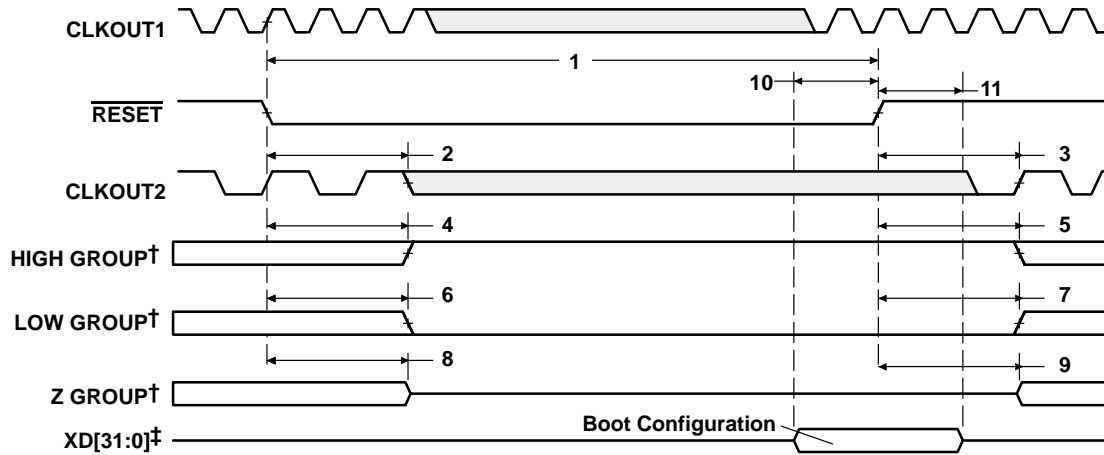 CLKOUT1
1
10
11
RESET
2
3
CLKOUT2
4
5
HIGH GROUP†
6
7
LOW GROUP†
8
9
Z GROUP†
Boot Configuration
XD[31:0]‡